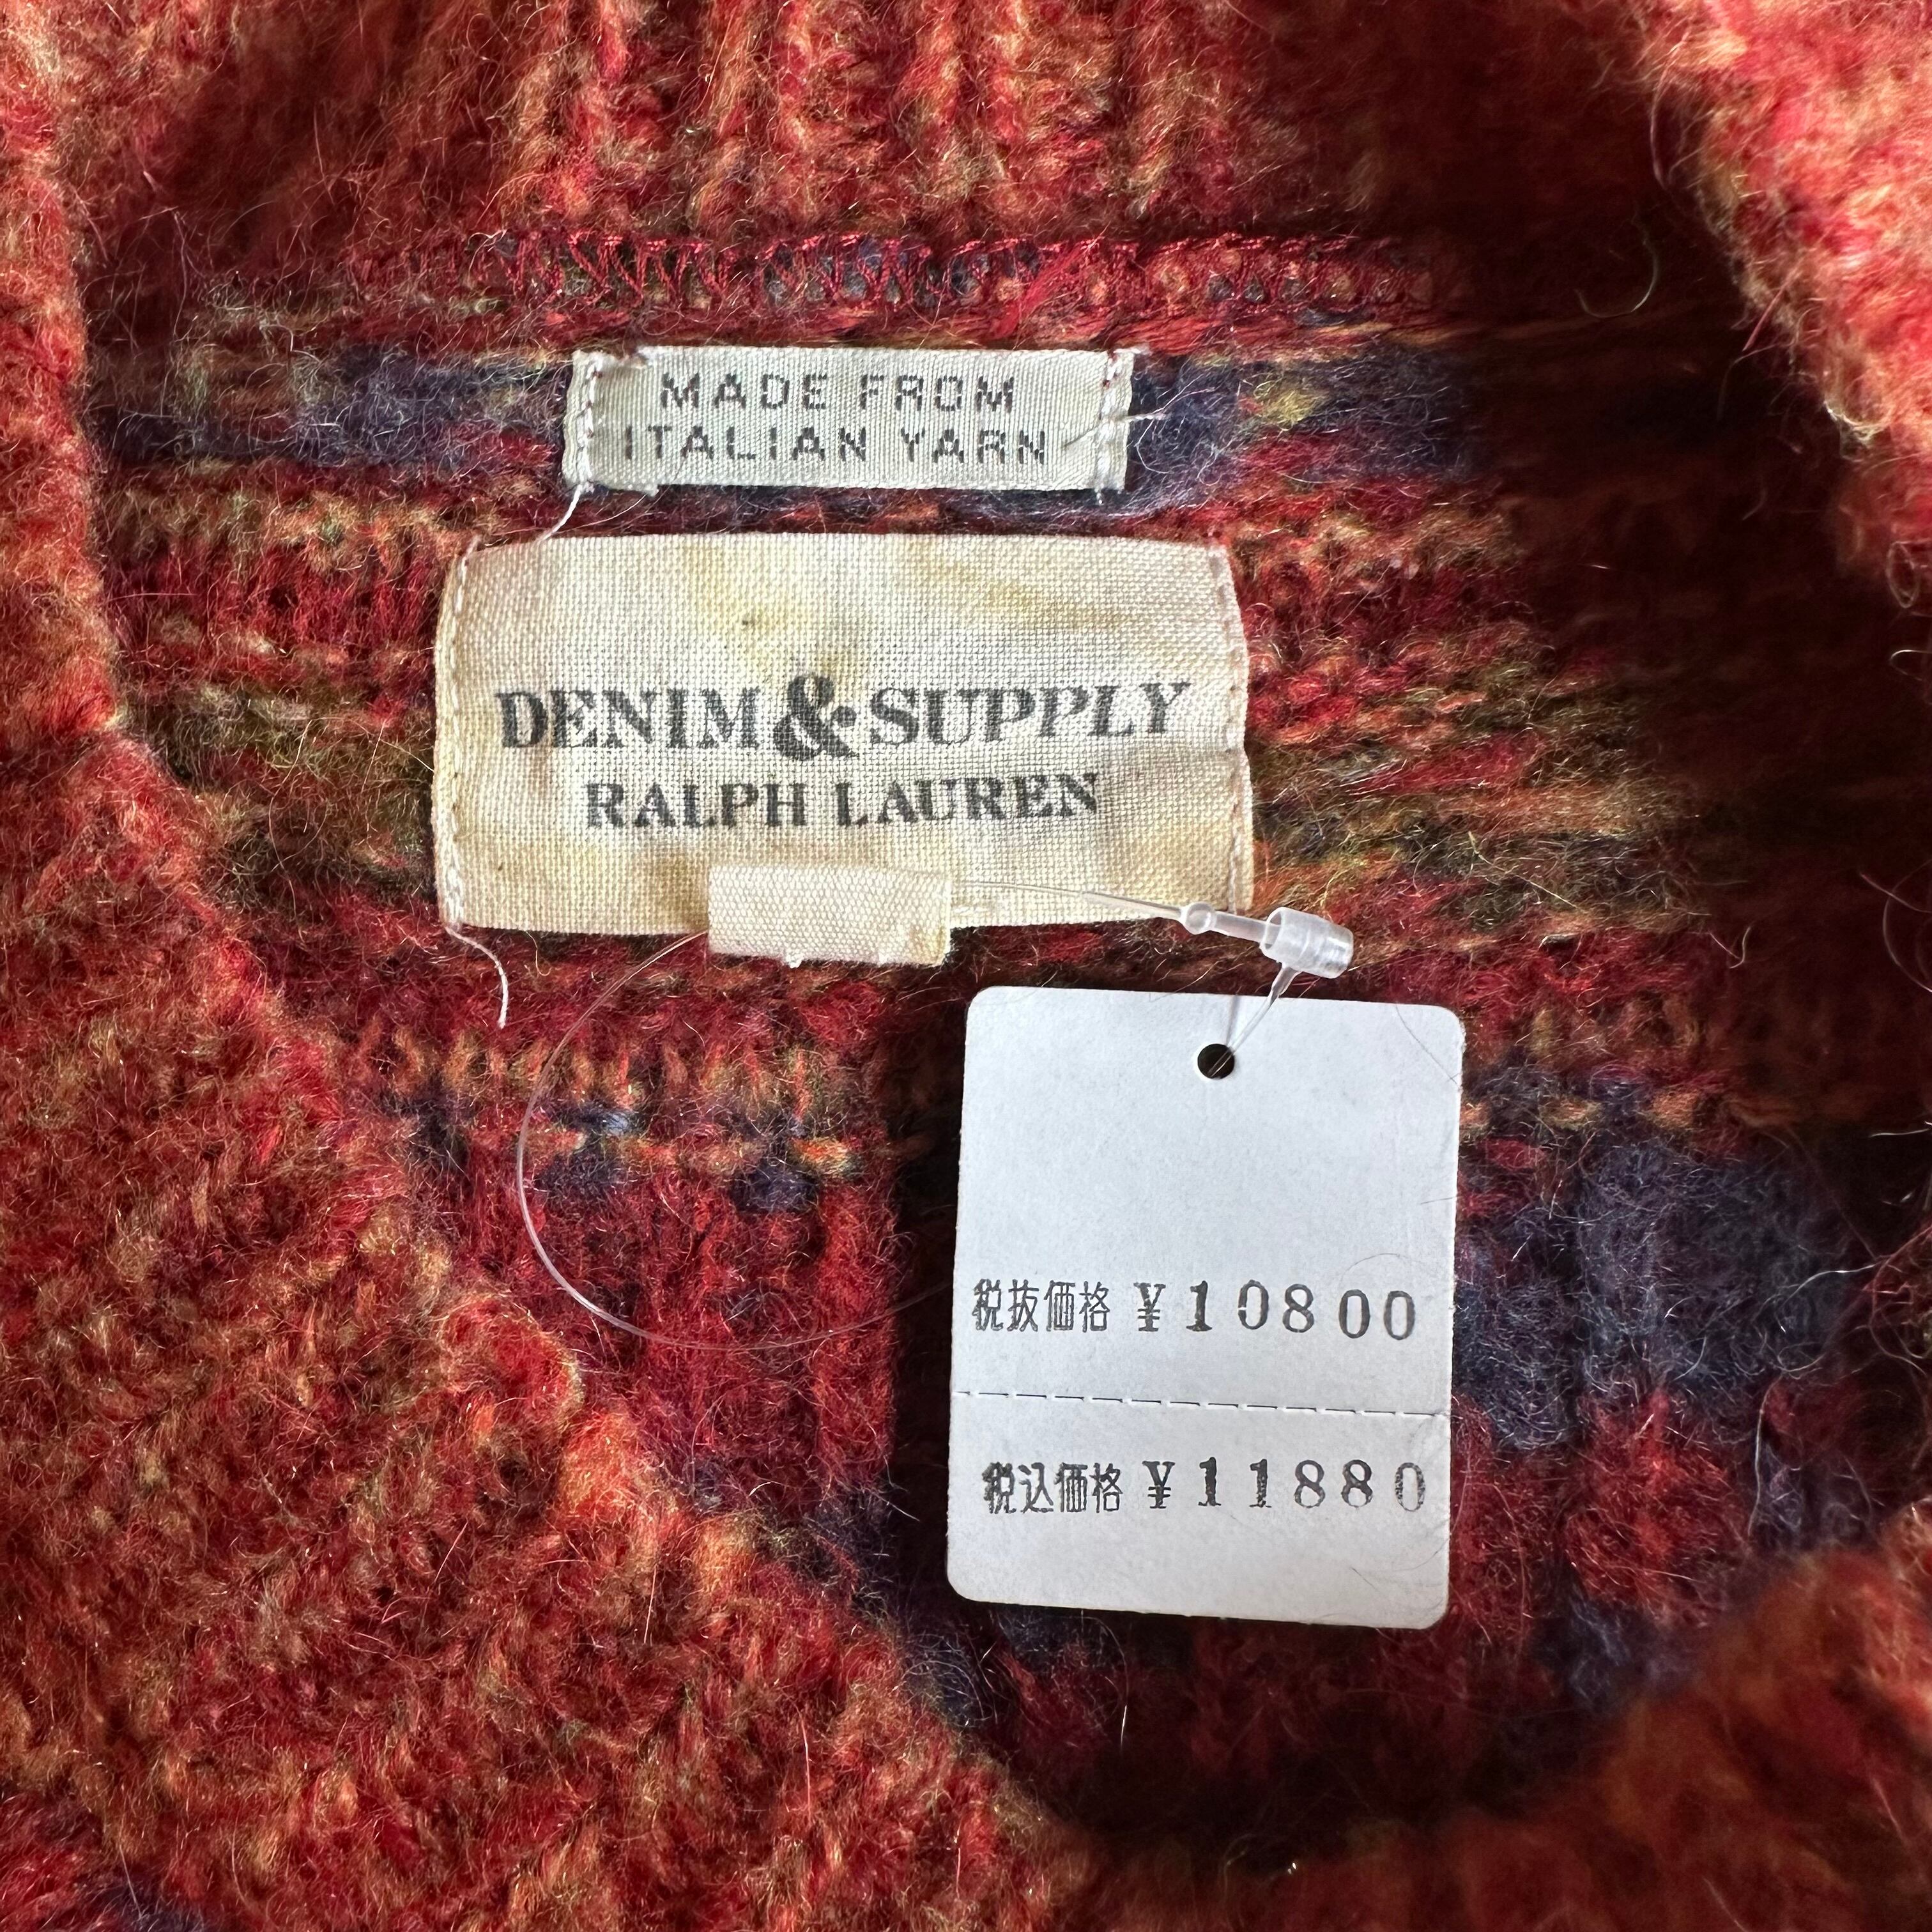 MADE FROM
ITALIAN YARN
DENIM & SUPPLY
RALPH LAUREN
税抜価格 ¥10800
税込価格 ¥11880